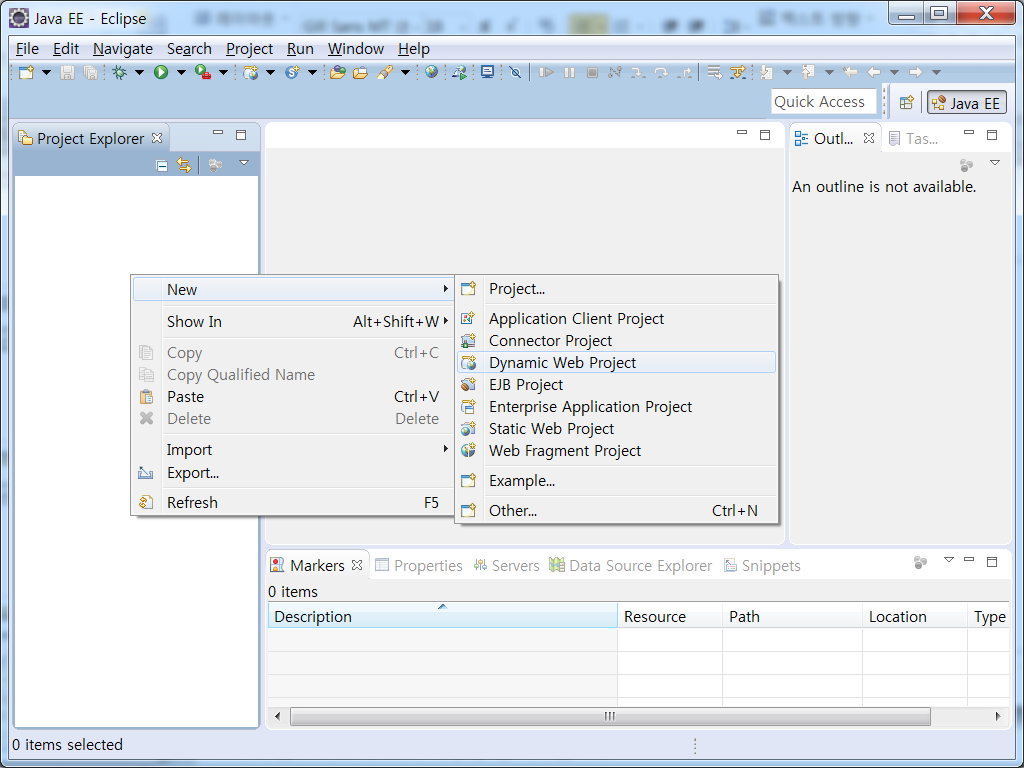 Java EE - Eclipse
File Edit Navigate Search Project Run Window Help
Quick Access
Java EE
Project Explorer
Outl...
Tas...
An outline is not available.
New
Show In Alt+Shift+W
Copy Ctrl+C
Copy Qualified Name
Paste Ctrl+V
Delete Delete
Import
Export...
Refresh F5
Project...
Application Client Project
Connector Project
Dynamic Web Project
EJB Project
Enterprise Application Project
Static Web Project
Web Fragment Project
Example...
Other... Ctrl+N
Markers Properties Servers Data Source Explorer Snippets
0 items
Description Resource Path Location Type
0 items selected